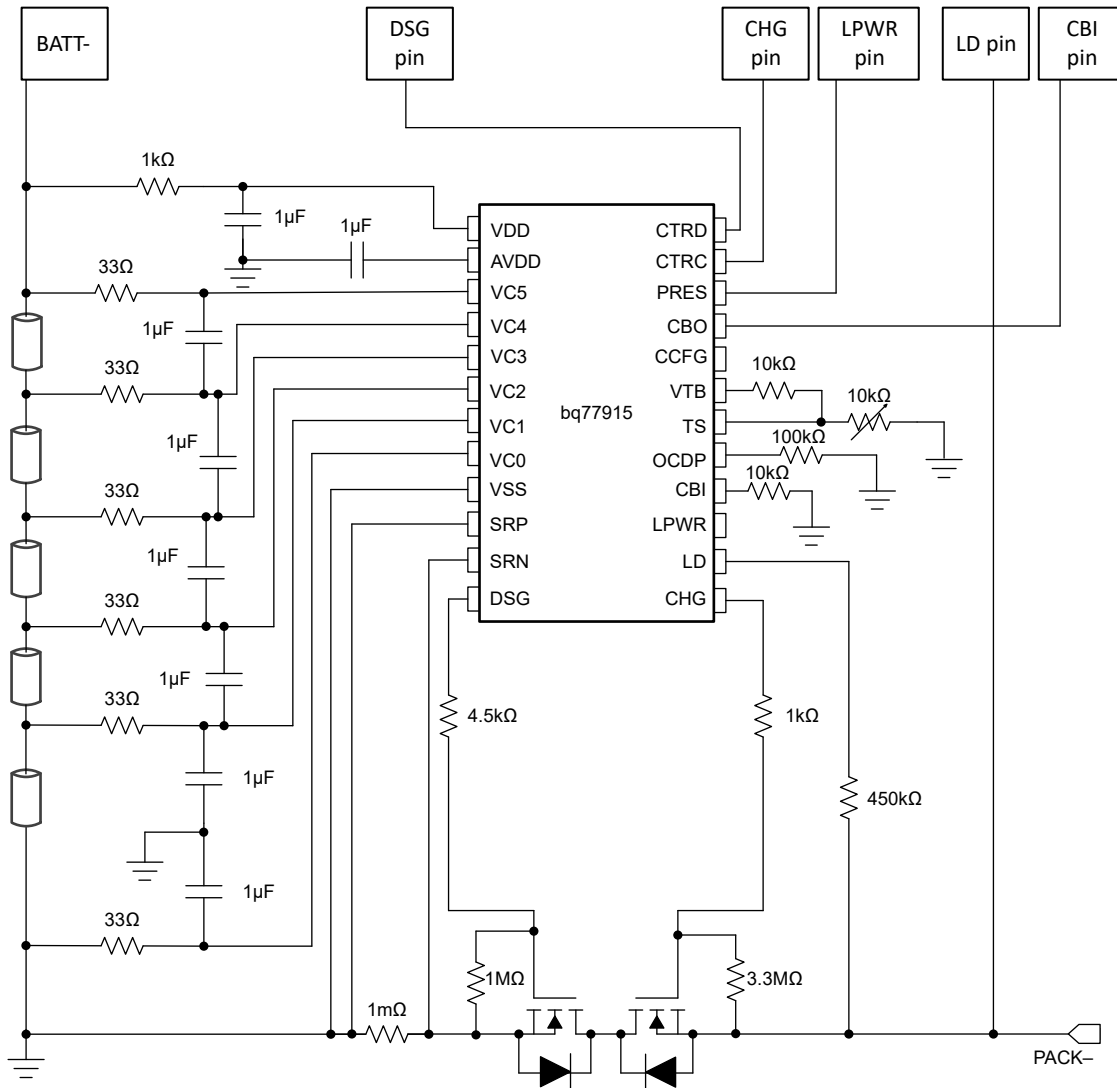 BATT-
DSG
pin
CHG
pin
LPWR
pin
LD pin
CBI
pin
1kΩ
1µF
1µF
33Ω
1µF
33Ω
1µF
33Ω
1µF
33Ω
1µF
33Ω
1µF
1µF
33Ω
VDD
AVDD
VC5
VC4
VC3
VC2
VC1
VC0
VSS
SRP
SRN
DSG
bq77915
CTRD
CTRC
PRES
CBO
CCFG
VTB
TS
OCDP
CBI
LPWR
LD
CHG
10kΩ
10kΩ
100kΩ
10kΩ
4.5kΩ
1kΩ
450kΩ
1MΩ
3.3MΩ
1mΩ
PACK–